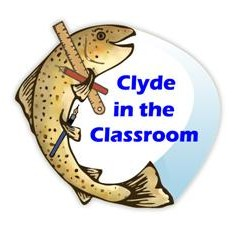 Clyde
in the
Classroom